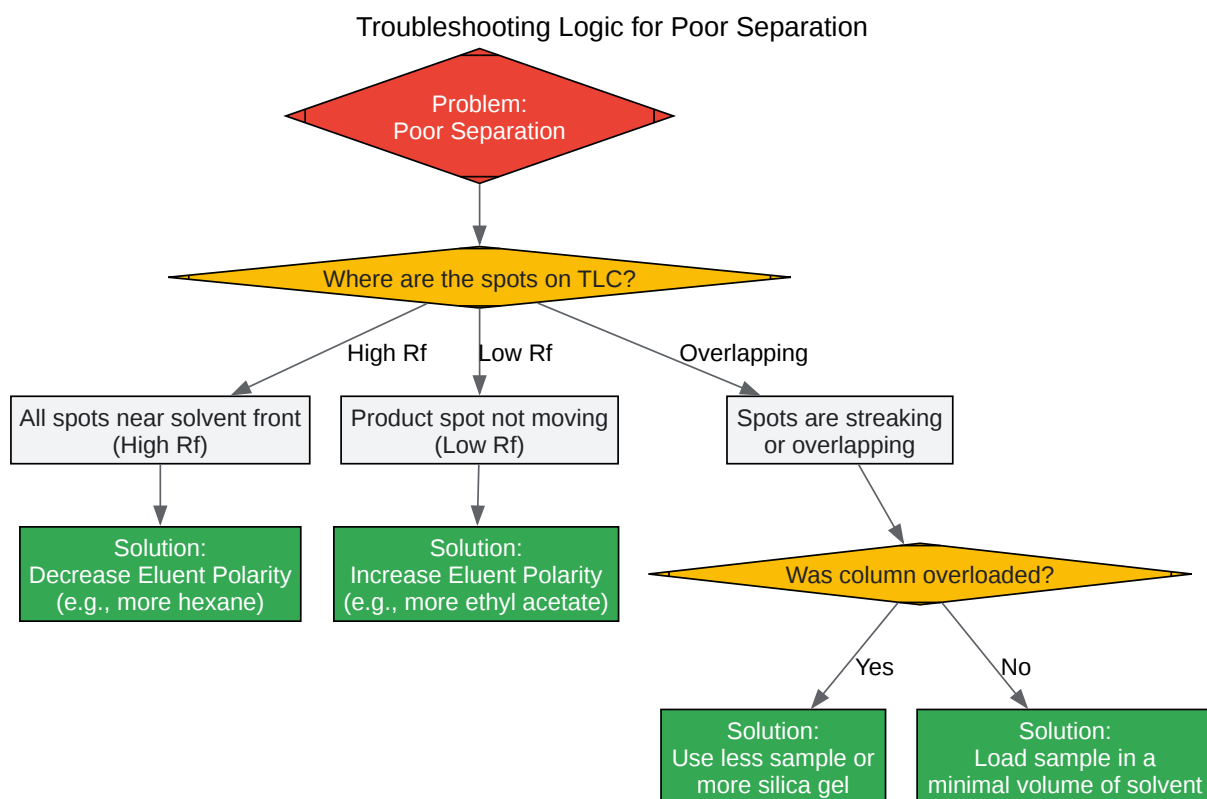 Troubleshooting Logic for Poor Separation
Problem:
Poor Separation
Where are the spots on TLC?
High Rf
Low Rf
Overlapping
All spots near solvent front
(High Rf)
Product spot not moving
(Low Rf)
Spots are streaking
or overlapping
Solution:
Decrease Eluent Polarity
(e.g., more hexane)
Solution:
Increase Eluent Polarity
(e.g., more ethyl acetate)
Was column overloaded?
Yes
No
Solution:
Use less sample or
more silica gel
Solution:
Load sample in a
minimal volume of solvent